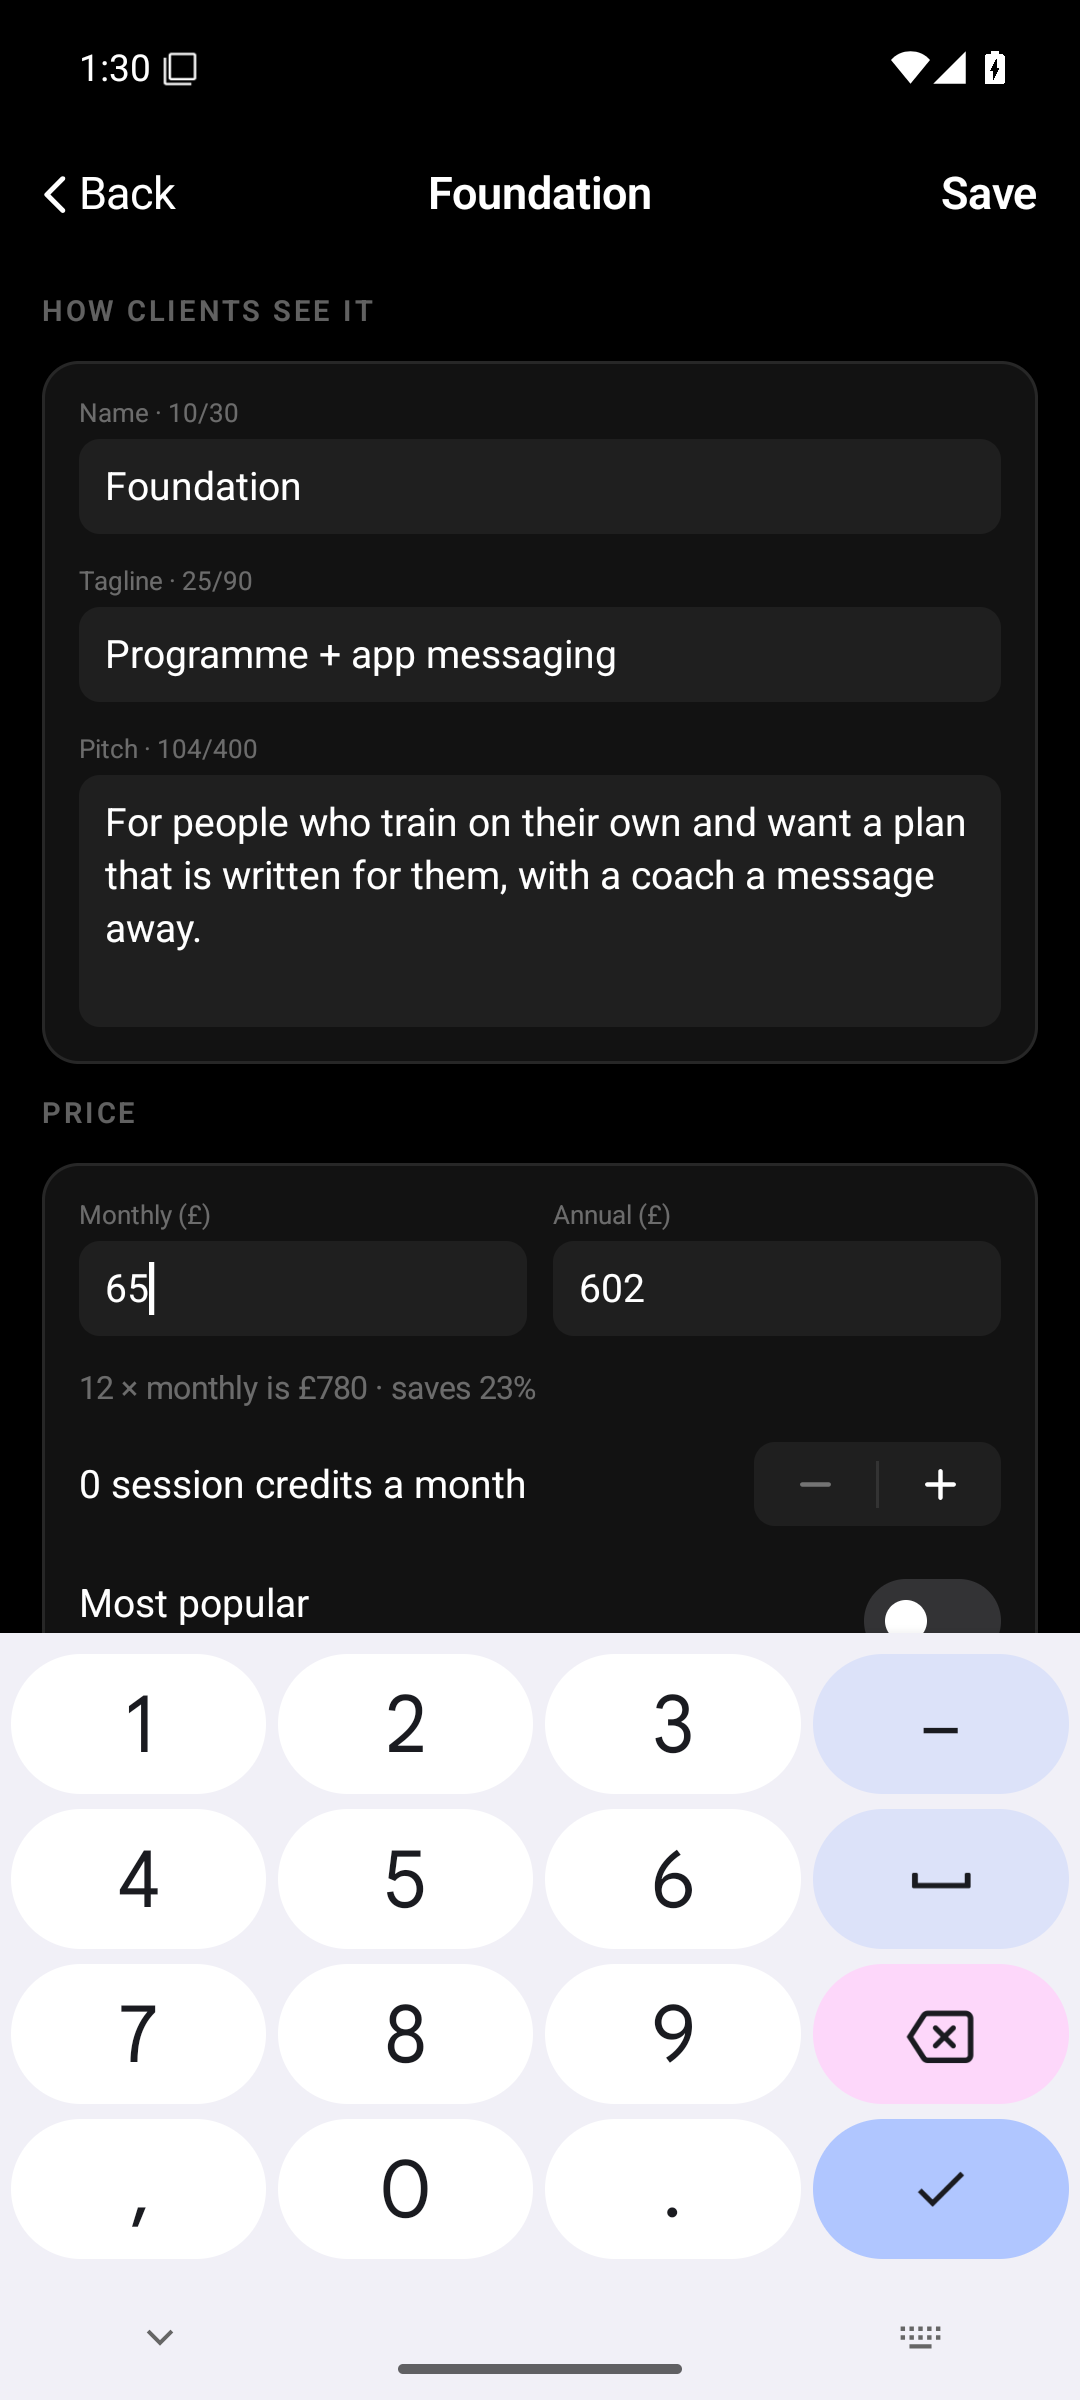 1:30
Back
Foundation
Save
HOW CLIENTS SEE IT
Name · 10/30
Foundation
Tagline · 25/90
Programme + app messaging
Pitch · 104/400
For people who train on their own and want a plan
that is written for them, with a coach a message
away.
PRICE
Monthly (£)
Annual (£)
65
602
12 × monthly is £780 · saves 23%
0 session credits a month
− +
Most popular
1 2 3 –
4 5 6
7 8 9
, 0 .